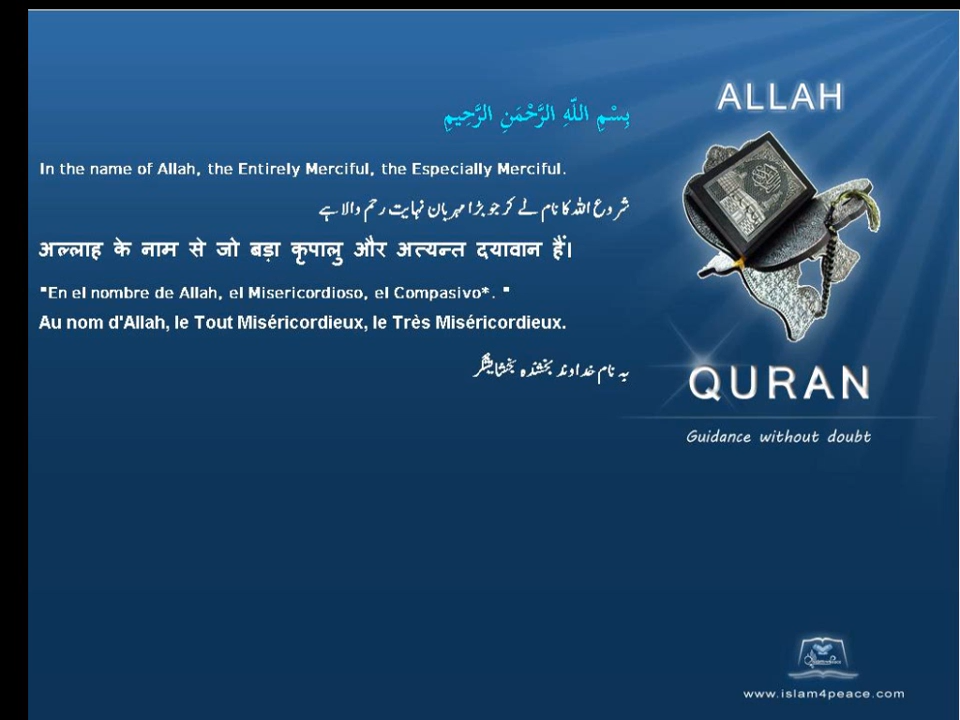 بِسْمِ اللّهِ الرَّحْمَنِ الرَّحِيمِ
In the name of Allah, the Entirely Merciful, the Especially Merciful.
شروع الله کا نام لے کر جو بڑا مہربان نہایت رحم والا ہے
अल्लाह के नाम से जो बड़ा कृपालु और अत्यन्त दयावान हैं।
"En el nombre de Allah, el Misericordioso, el Compasivo*. "
Au nom d'Allah, le Tout Miséricordieux, le Très Miséricordieux.
به نام خداوند بخشنده بخشایشگر
ALLAH
QURAN
Guidance without doubt
www.islam4peace.com